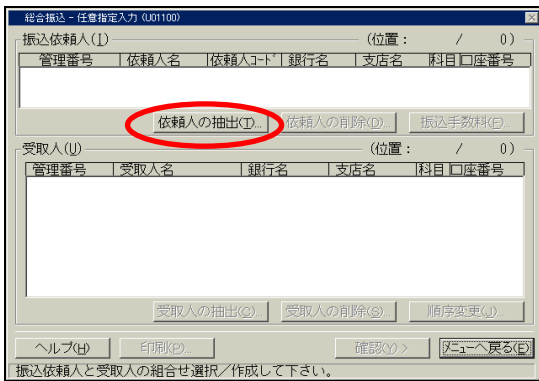 総合振込 - 任意指定入力 (U01100)
振込依頼人(I) (位置: / 0)
管理番号 依頼人名 依頼人ｺｰﾄﾞ 銀行名 支店名 科目 口座番号
依頼人の抽出(T)... 依頼人の削除(D)... 振込手数料(F)...
受取人(U) (位置: / 0)
管理番号 受取人名 銀行名 支店名 科目 口座番号
受取人の抽出(C)... 受取人の削除(S)... 順序変更(J)...
ヘルプ(H) 印刷(P)... 確認(Y) > ﾒﾆｭｰへ戻る(E)
振込依頼人と受取人の組合せ選択／作成して下さい。